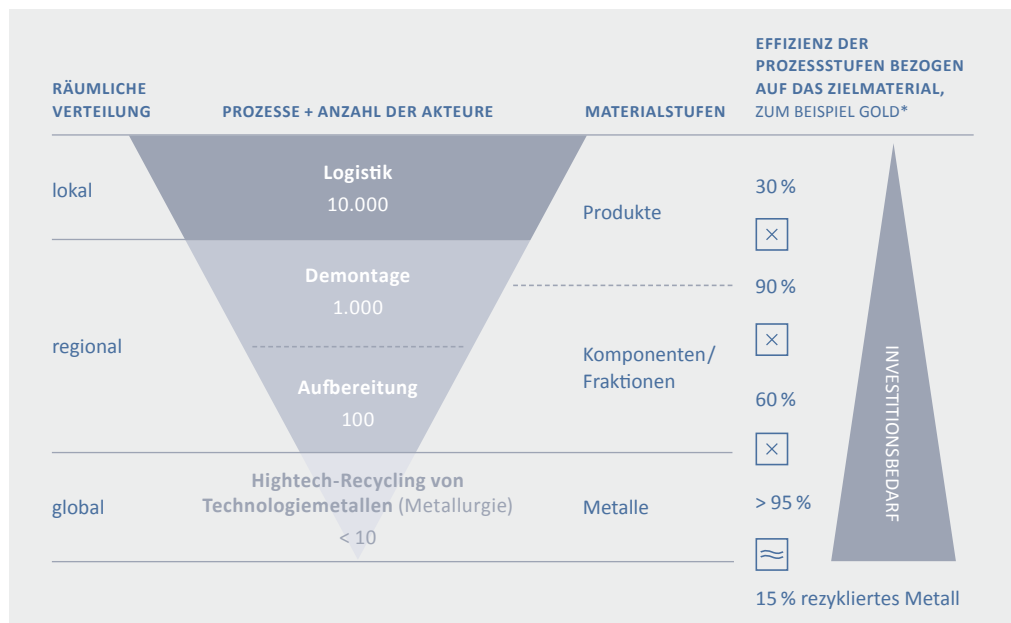 RÄUMLICHE
VERTEILUNG
PROZESSE + ANZAHL DER AKTEURE
MATERIALSTUFEN
EFFIZIENZ DER
PROZESSSTUFEN BEZOGEN
AUF DAS ZIELMATERIAL,
ZUM BEISPIEL GOLD*
lokal
Logistik
10.000
Produkte
30 %
×
regional
Demontage
1.000
90 %
×
Aufbereitung
100
Komponenten/
Fraktionen
60 %
×
global
Hightech-Recycling von
Technologiemetallen (Metallurgie)
< 10
Metalle
> 95 %
≈
15 % rezykliertes Metall
INVESTITIONSBEDARF